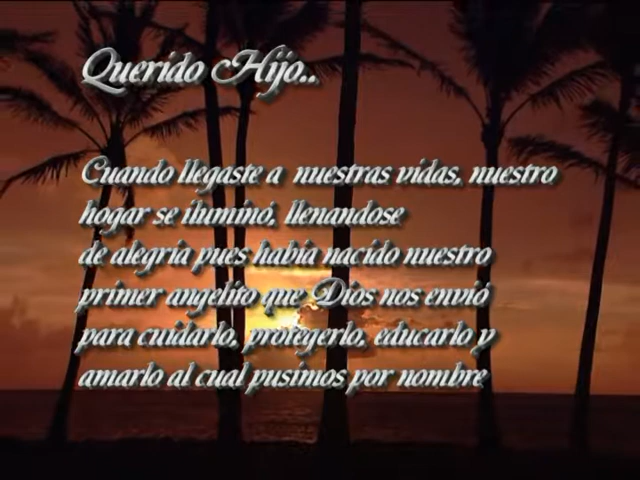 Querido Hijo..
Cuando llegaste a nuestras vidas, nuestro
hogar se iluminó, llenandose
de alegria pues había nacido nuestro
primer angelito que Dios nos envió
para cuidarlo, protegerlo, educarlo y
amarlo al cual pusimos por nombre